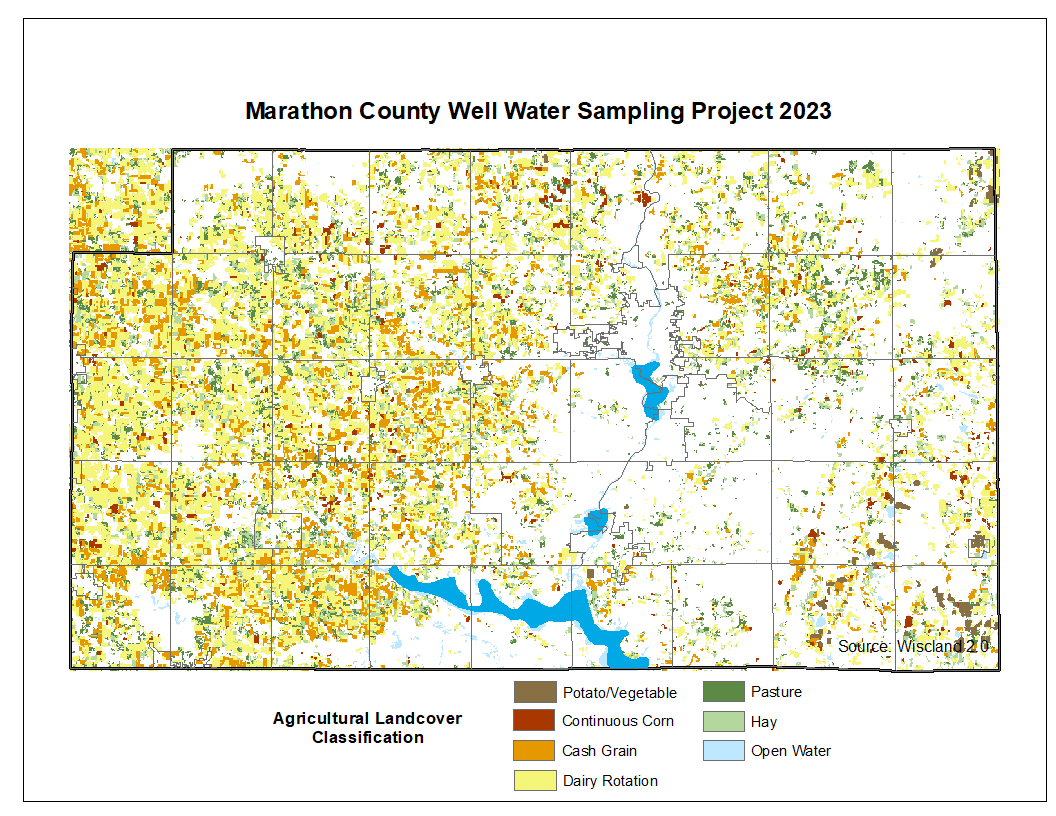 Marathon County Well Water Sampling Project 2023
Source: Wiscland 2.0
Agricultural Landcover
Classification
Potato/Vegetable
Continuous Corn
Cash Grain
Dairy Rotation
Pasture
Hay
Open Water